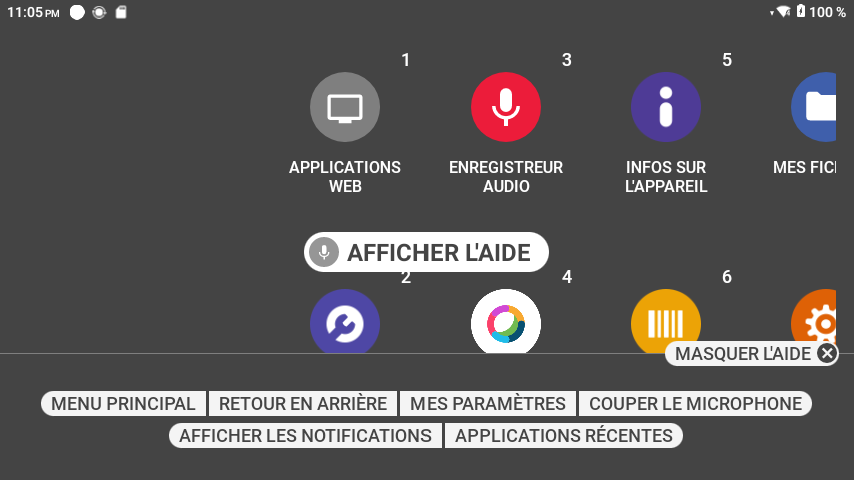 11:05 PM 100 %
1 3 5
APPLICATIONS WEB
ENREGISTREUR AUDIO
INFOS SUR L'APPAREIL
MES FICI
AFFICHER L'AIDE
2 4 6
MASQUER L'AIDE
MENU PRINCIPAL RETOUR EN ARRIÈRE MES PARAMÈTRES COUPER LE MICROPHONE
AFFICHER LES NOTIFICATIONS APPLICATIONS RÉCENTES